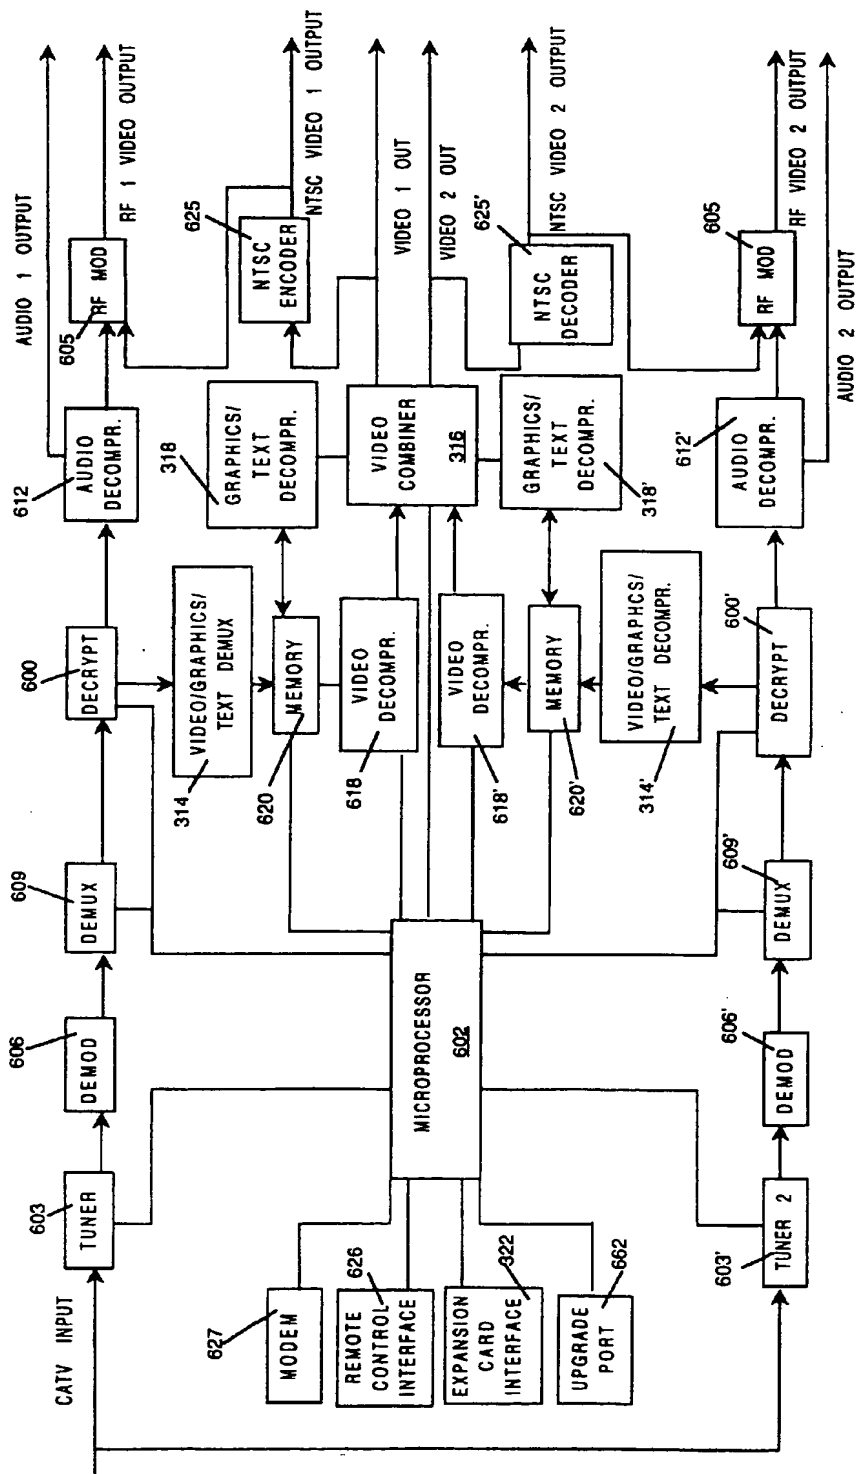 CATV INPUT
603
TUNER
606
DEMOD
609
DEMUX
600
DECRYPT
612
AUDIO
DECOMPR.
605
RF MOD
AUDIO 1 OUTPUT
RF 1 VIDEO OUTPUT
314
VIDEO/GRAPHICS/
TEXT DEMUX
318
GRAPHICS/
TEXT
DECOMPR.
625
NTSC
ENCODER
NTSC VIDEO 1 OUTPUT
620
MEMORY
618
VIDEO
DECOMPR.
627
MODEM
626
REMOTE
CONTROL
INTERFACE
322
EXPANSION
CARD
INTERFACE
662
UPGRADE
PORT
MICROPROCESSOR
602
VIDEO
COMBINER
316
VIDEO 1 OUT
VIDEO 2 OUT
618'
VIDEO
DECOMPR.
620'
MEMORY
318'
GRAPHICS/
TEXT
DECOMPR.
625'
NTSC
DECODER
NTSC VIDEO 2 OUTPUT
314'
VIDEO/GRAPHCS/
TEXT DECOMPR.
603'
TUNER 2
606'
DEMOD
609'
DEMUX
600'
DECRYPT
612'
AUDIO
DECOMPR.
605
RF MOD
RF VIDEO 2 OUTPUT
AUDIO 2 OUTPUT